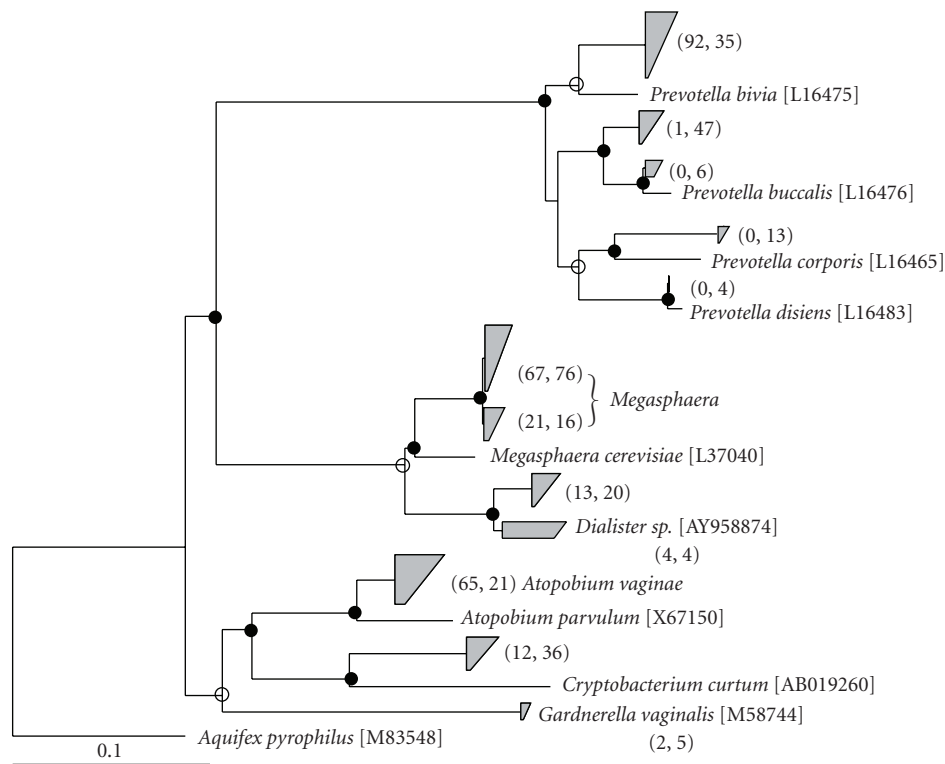 (92, 35)
Prevotella bivia [L16475]
(1, 47)
(0, 6)
Prevotella buccalis [L16476]
(0, 13)
Prevotella corporis [L16465]
(0, 4)
Prevotella disiens [L16483]
(67, 76)
Megasphaera
(21, 16)
Megasphaera cerevisiae [L37040]
(13, 20)
Dialister sp. [AY958874]
(4, 4)
(65, 21) Atopobium vaginae
Atopobium parvulum [X67150]
(12, 36)
Cryptobacterium curtum [AB019260]
Gardnerella vaginalis [M58744]
(2, 5)
Aquifex pyrophilus [M83548]
0.1